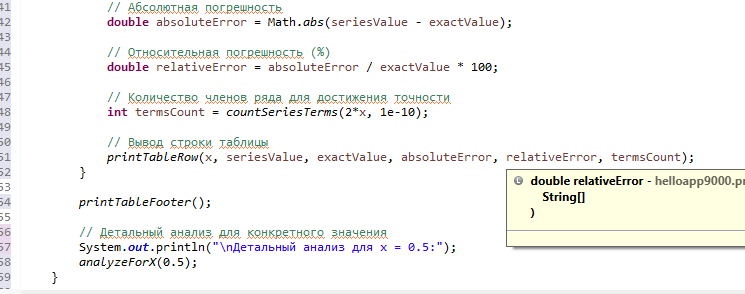 41 // Абсолютная погрешность
42 double absoluteError = Math.abs(seriesValue - exactValue);
43
44 // Относительная погрешность (%)
45 double relativeError = absoluteError / exactValue * 100;
46
47 // Количество членов ряда для достижения точности
48 int termsCount = countSeriesTerms(2*x, 1e-10);
49
50 // Вывод строки таблицы
51 printTableRow(x, seriesValue, exactValue, absoluteError, relativeError, termsCount);
52 }
53
54 printTableFooter();
55
56 // Детальный анализ для конкретного значения
57 System.out.println("\nДетальный анализ для x = 0.5:");
58 analyzeForX(0.5);
59 }
double relativeError - helloapp9000.pr
String[]
)